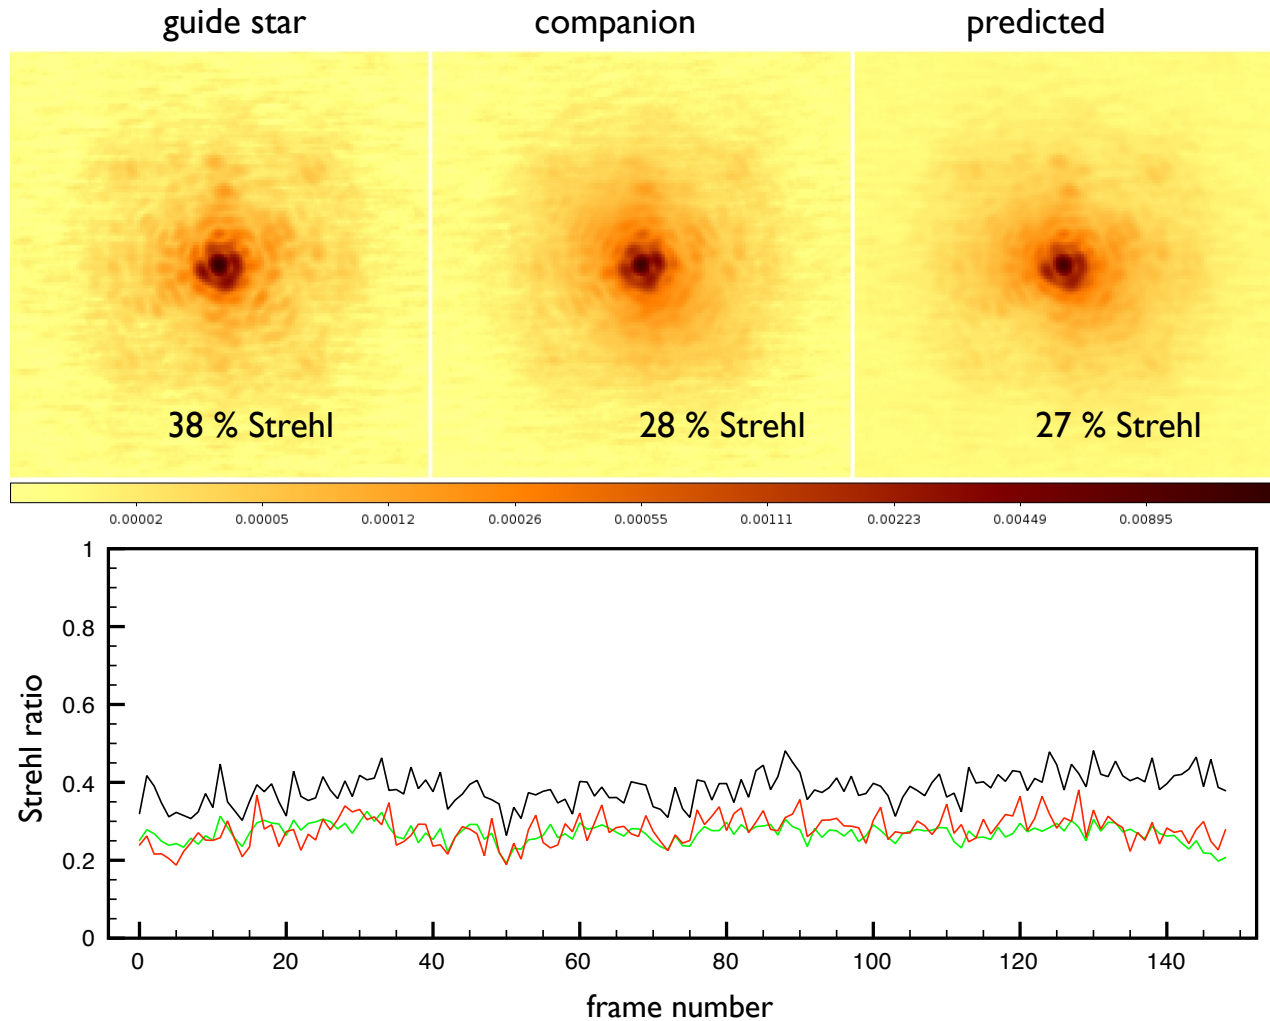 guide star companion predicted
38 % Strehl 28 % Strehl 27 % Strehl
0.00002 0.00005 0.00012 0.00026 0.00055 0.00111 0.00223 0.00449 0.00895
1
0.8
0.6
0.4
0.2
0
Strehl ratio
0 20 40 60 80 100 120 140
frame number